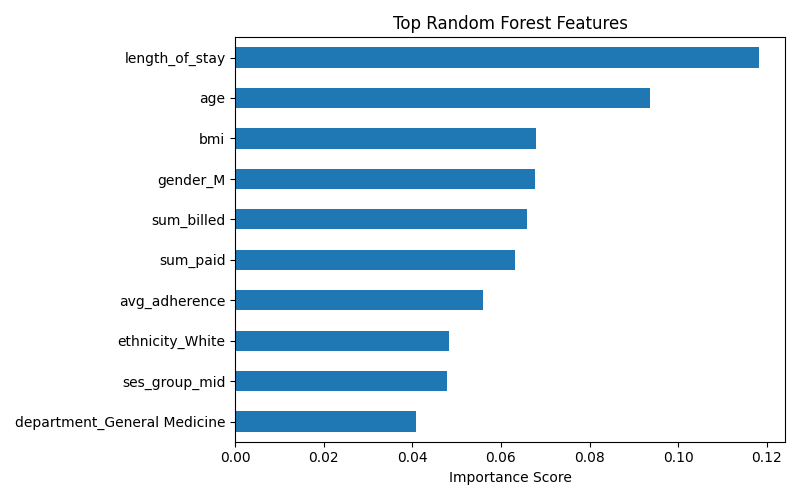 Top Random Forest Features
length_of_stay
age
bmi
gender_M
sum_billed
sum_paid
avg_adherence
ethnicity_White
ses_group_mid
department_General Medicine
0.00 0.02 0.04 0.06 0.08 0.10 0.12
Importance Score